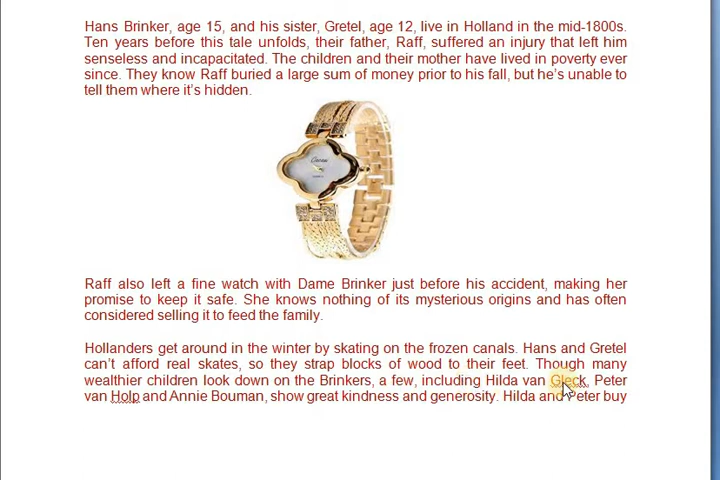 Hans Brinker, age 15, and his sister, Gretel, age 12, live in Holland in the mid-1800s.
Ten years before this tale unfolds, their father, Raff, suffered an injury that left him
senseless and incapacitated. The children and their mother have lived in poverty ever
since. They know Raff buried a large sum of money prior to his fall, but he's unable to
tell them where it's hidden.
Raff also left a fine watch with Dame Brinker just before his accident, making her
promise to keep it safe. She knows nothing of its mysterious origins and has often
considered selling it to feed the family.
Hollanders get around in the winter by skating on the frozen canals. Hans and Gretel
can't afford real skates, so they strap blocks of wood to their feet. Though many
wealthier children look down on the Brinkers, a few, including Hilda van Gleck, Peter
van Holp and Annie Bouman, show great kindness and generosity. Hilda and Peter buy